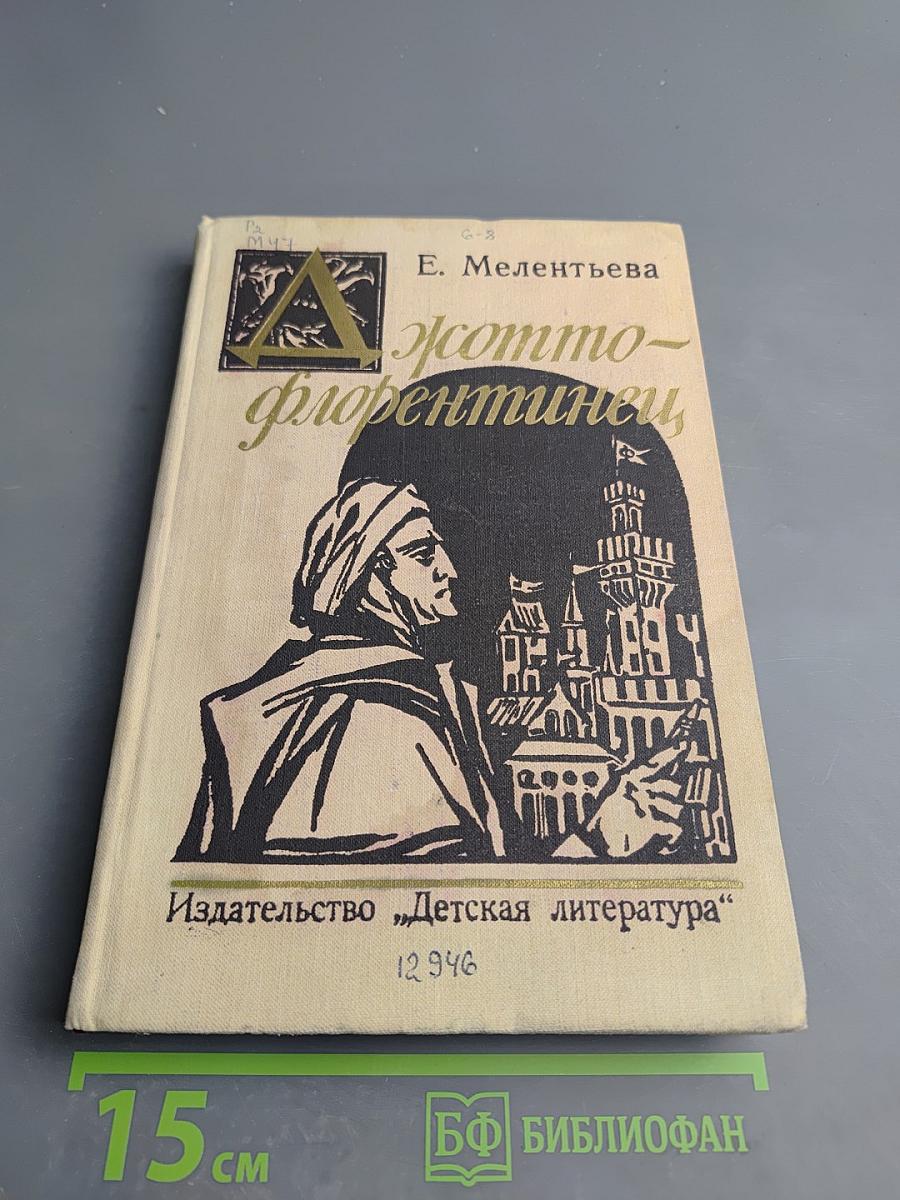 Р2
М47
6-8
Е. Мелентьева
Джотто-
флорентинец
Издательство „Детская литература“
12946
15 см
БФ БИБЛИОФАН